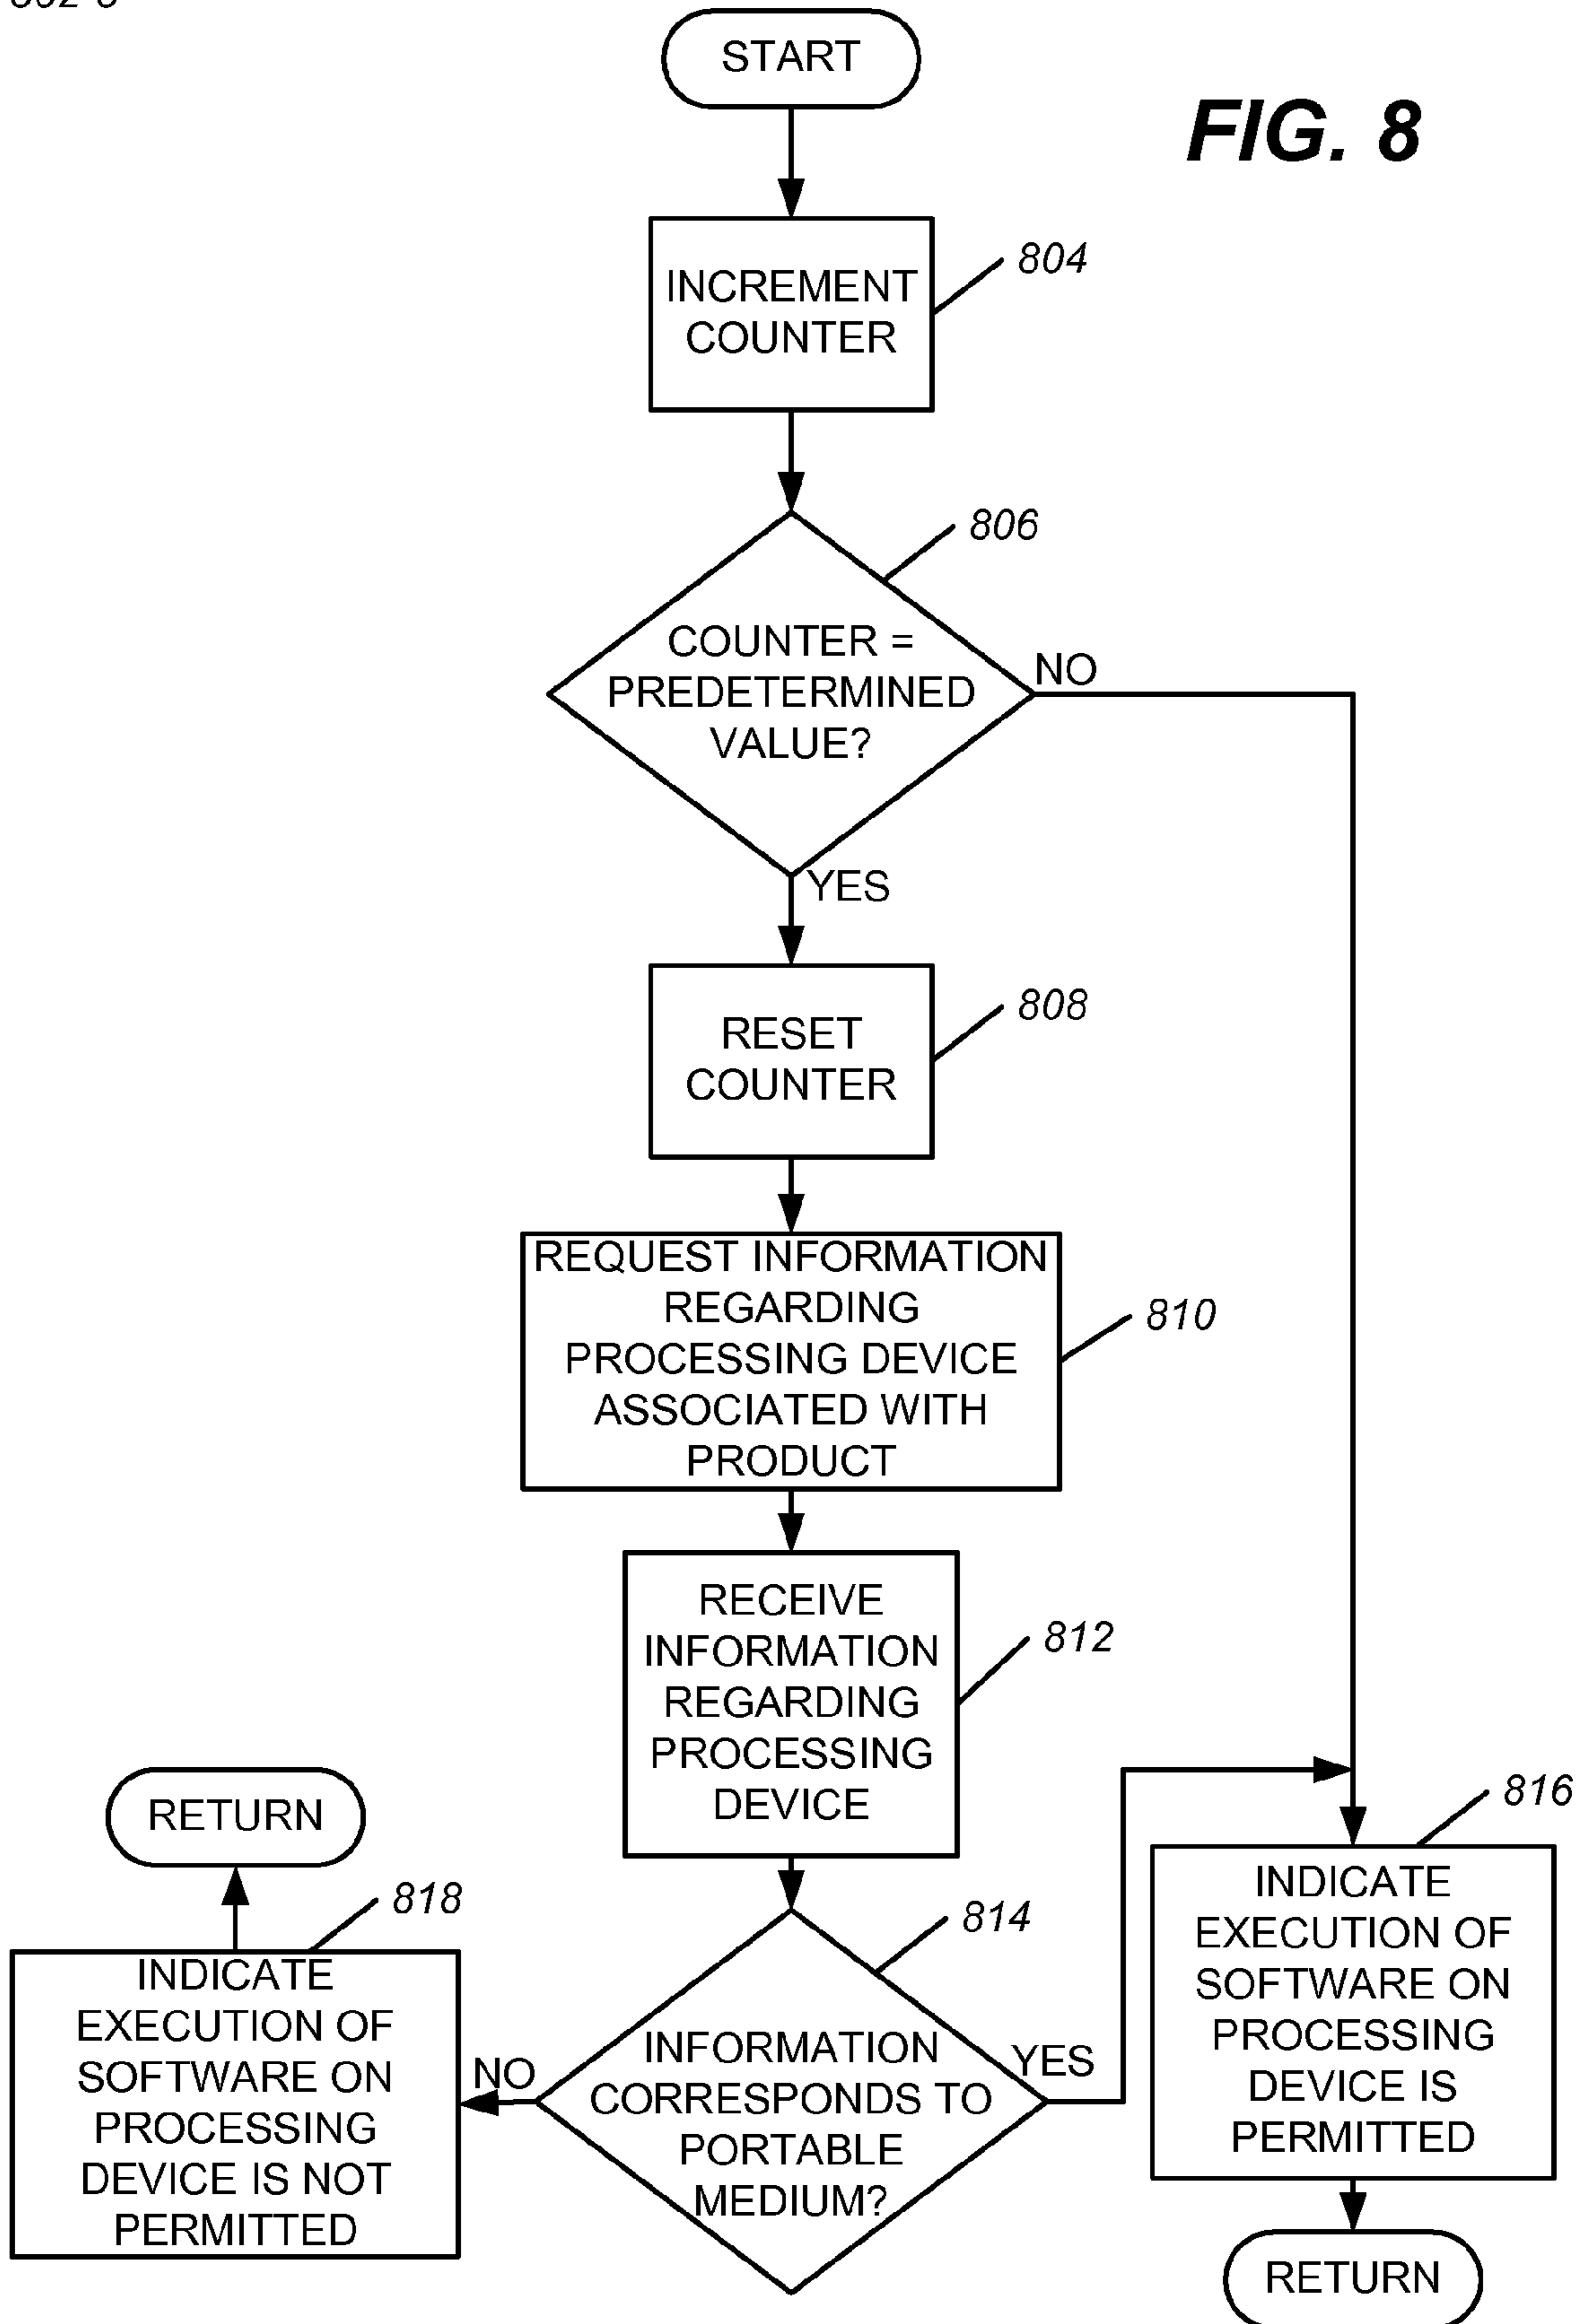 START
FIG. 8
INCREMENT
COUNTER
804
806
COUNTER =
PREDETERMINED
VALUE?
NO
YES
RESET
COUNTER
808
REQUEST INFORMATION
REGARDING
PROCESSING DEVICE
ASSOCIATED WITH
PRODUCT
810
RECEIVE
INFORMATION
REGARDING
PROCESSING
DEVICE
812
RETURN
818
INDICATE
EXECUTION OF
SOFTWARE ON
PROCESSING
DEVICE IS NOT
PERMITTED
NO
814
INFORMATION
CORRESPONDS TO
PORTABLE
MEDIUM?
YES
816
INDICATE
EXECUTION OF
SOFTWARE ON
PROCESSING
DEVICE IS
PERMITTED
RETURN